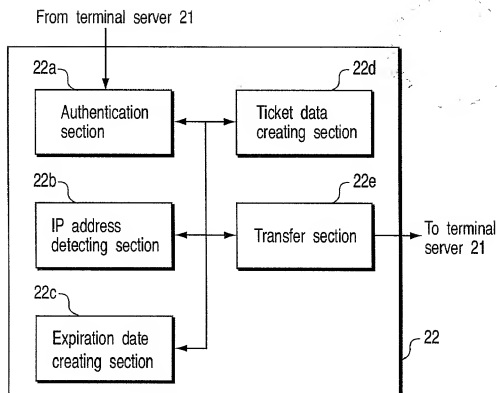 From terminal server 21
22a
Authentication
section
22d
Ticket data
creating section
22b
IP address
detecting section
22e
Transfer section
To terminal
server 21
22c
Expiration date
creating section
22